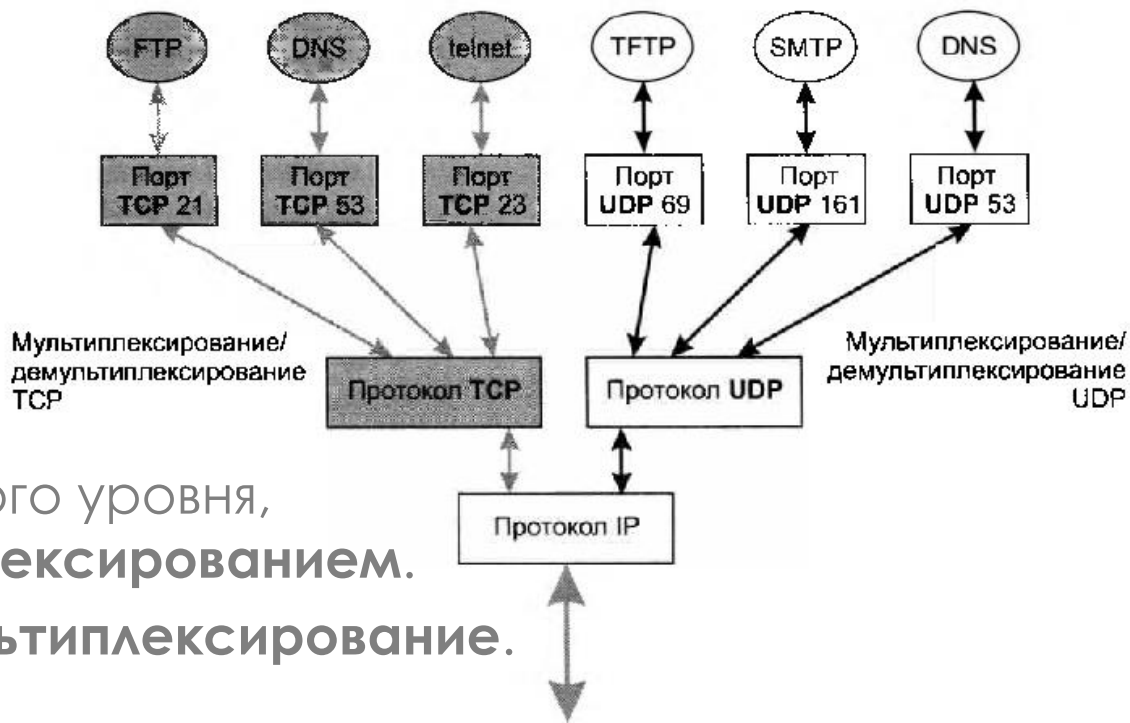 FTP
DNS
telnet
TFTP
SMTP
DNS
Порт
TCP 21
Порт
TCP 53
Порт
TCP 23
Порт
UDP 69
Порт
UDP 161
Порт
UDP 53
Мультиплексирование/
демультиплексирование
TCP
Мультиплексирование/
демультиплексирование
UDP
Протокол TCP
Протокол UDP
Протокол IP
ого уровня,
ексированием.
ьтиплексирование.